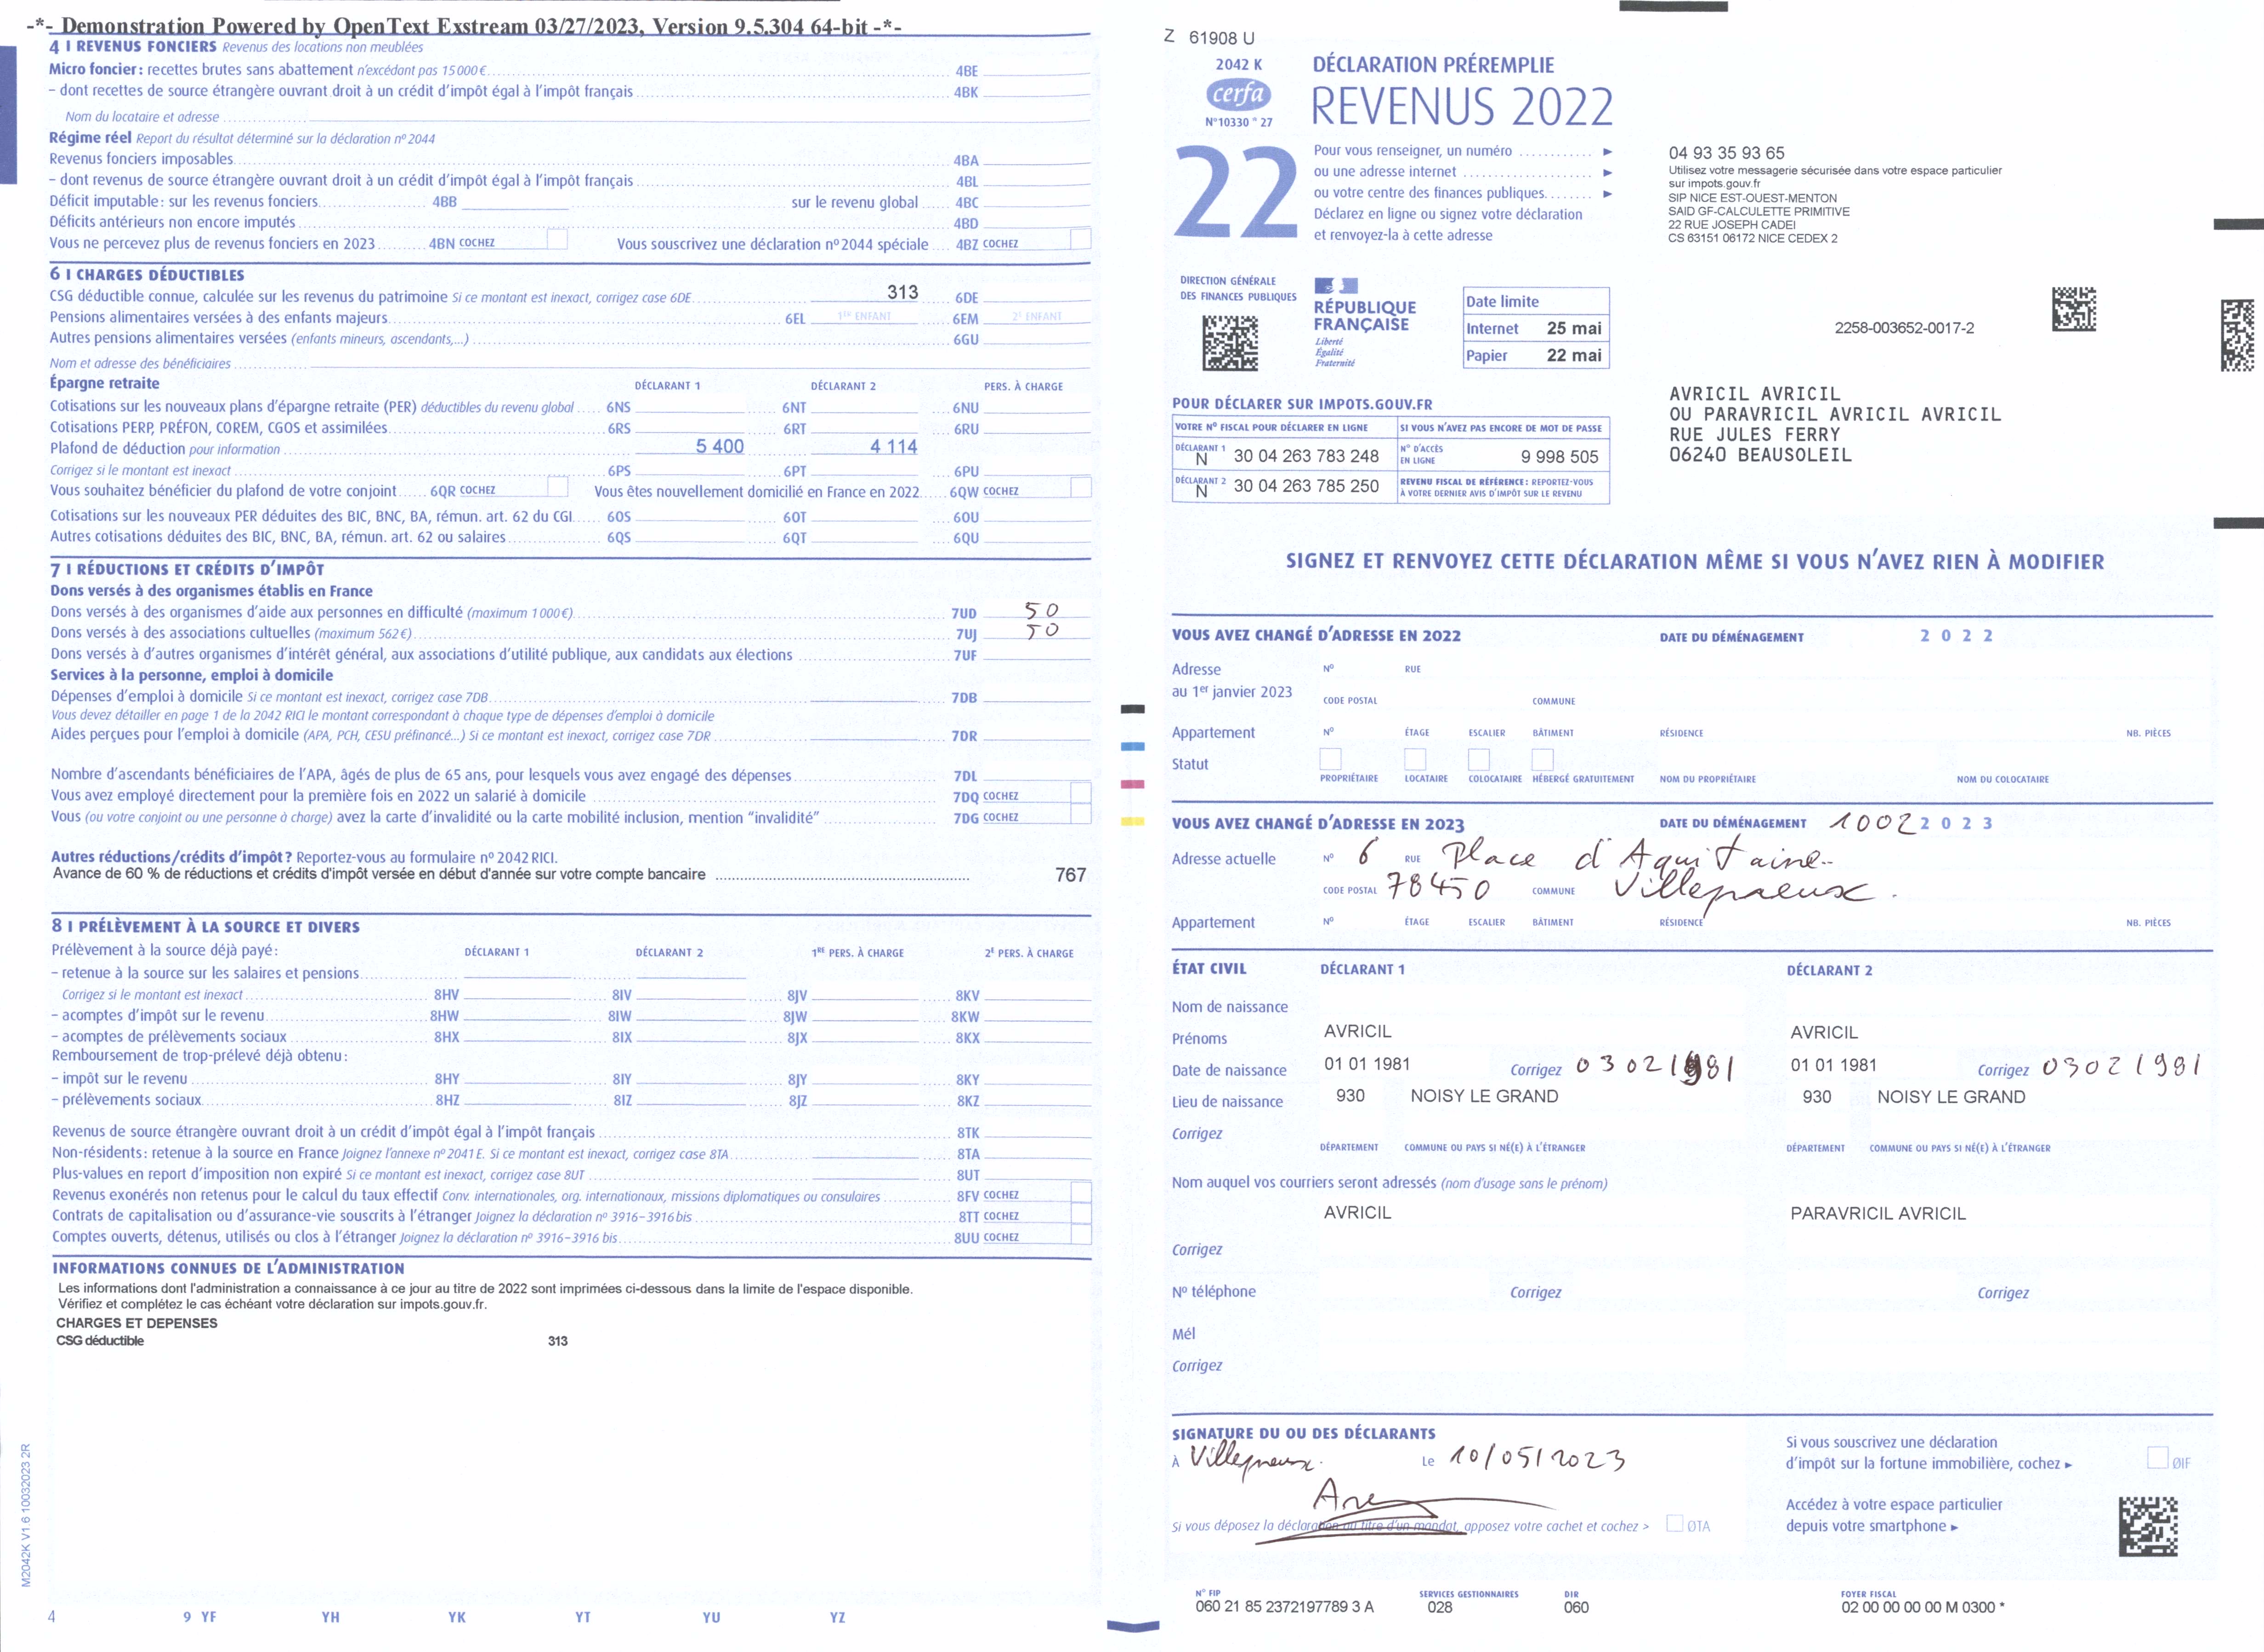 -*- Demonstration Powered by OpenText Exstream 03/27/2023, Version 9.5.304 64-bit -*-
4 I REVENUS FONCIERS Revenus des locations non meublées
Micro foncier : recettes brutes sans abattement n'excédant pas 15 000 € 4BE
– dont recettes de source étrangère ouvrant droit à un crédit d'impôt égal à l'impôt français 4BK
Nom du locataire et adresse
Régime réel Report du résultat déterminé sur la déclaration nº 2044
Revenus fonciers imposables 4BA
– dont revenus de source étrangère ouvrant droit à un crédit d'impôt égal à l'impôt français 4BL
Déficit imputable : sur les revenus fonciers 4BB sur le revenu global 4BC
Déficits antérieurs non encore imputés 4BD
Vous ne percevez plus de revenus fonciers en 2023 4BN COCHEZ Vous souscrivez une déclaration nº 2044 spéciale 4BZ COCHEZ
6 I CHARGES DÉDUCTIBLES
CSG déductible connue, calculée sur les revenus du patrimoine Si ce montant est inexact, corrigez case 6DE 313 6DE
Pensions alimentaires versées à des enfants majeurs 6EL 1ER ENFANT 6EM 2E ENFANT
Autres pensions alimentaires versées (enfants mineurs, ascendants,...) 6GU
Nom et adresse des bénéficiaires
Épargne retraite DÉCLARANT 1 DÉCLARANT 2 PERS. À CHARGE
Cotisations sur les nouveaux plans d'épargne retraite (PER) déductibles du revenu global 6NS 6NT 6NU
Cotisations PERP, PRÉFON, COREM, CGOS et assimilées 6RS 6RT 6RU
Plafond de déduction pour information 5 400 4 114
Corrigez si le montant est inexact 6PS 6PT 6PU
Vous souhaitez bénéficier du plafond de votre conjoint 6QR COCHEZ Vous êtes nouvellement domicilié en France en 2022 6QW COCHEZ
Cotisations sur les nouveaux PER déduites des BIC, BNC, BA, rémun. art. 62 du CGI 6OS 6OT 6OU
Autres cotisations déduites des BIC, BNC, BA, rémun. art. 62 ou salaires 6QS 6QT 6QU
7 I RÉDUCTIONS ET CRÉDITS D'IMPÔT
Dons versés à des organismes établis en France
Dons versés à des organismes d'aide aux personnes en difficulté (maximum 1 000 €) 7UD 50
Dons versés à des associations cultuelles (maximum 562 €) 7UJ 50
Dons versés à d'autres organismes d'intérêt général, aux associations d'utilité publique, aux candidats aux élections 7UF
Services à la personne, emploi à domicile
Dépenses d'emploi à domicile Si ce montant est inexact, corrigez case 7DB 7DB
Vous devez détailler en page 1 de la 2042 RICI le montant correspondant à chaque type de dépenses d'emploi à domicile
Aides perçues pour l'emploi à domicile (APA, PCH, CESU préfinancé...) Si ce montant est inexact, corrigez case 7DR 7DR
Nombre d'ascendants bénéficiaires de l'APA, âgés de plus de 65 ans, pour lesquels vous avez engagé des dépenses 7DL
Vous avez employé directement pour la première fois en 2022 un salarié à domicile 7DQ COCHEZ
Vous (ou votre conjoint ou une personne à charge) avez la carte d'invalidité ou la carte mobilité inclusion, mention "invalidité" 7DG COCHEZ
Autres réductions/crédits d'impôt ? Reportez-vous au formulaire nº 2042 RICI.
Avance de 60 % de réductions et crédits d'impôt versée en début d'année sur votre compte bancaire 767
8 I PRÉLÈVEMENT À LA SOURCE ET DIVERS
Prélèvement à la source déjà payé : DÉCLARANT 1 DÉCLARANT 2 1RE PERS. À CHARGE 2E PERS. À CHARGE
– retenue à la source sur les salaires et pensions
Corrigez si le montant est inexact 8HV 8IV 8JV 8KV
– acomptes d'impôt sur le revenu 8HW 8IW 8JW 8KW
– acomptes de prélèvements sociaux 8HX 8IX 8JX 8KX
Remboursement de trop-prélevé déjà obtenu :
– impôt sur le revenu 8HY 8IY 8JY 8KY
– prélèvements sociaux 8HZ 8IZ 8JZ 8KZ
Revenus de source étrangère ouvrant droit à un crédit d'impôt égal à l'impôt français 8TK
Non-résidents : retenue à la source en France Joignez l'annexe nº 2041 E. Si ce montant est inexact, corrigez case 8TA 8TA
Plus-values en report d'imposition non expiré Si ce montant est inexact, corrigez case 8UT 8UT
Revenus exonérés non retenus pour le calcul du taux effectif Conv. internationales, org. internationaux, missions diplomatiques ou consulaires 8FV COCHEZ
Contrats de capitalisation ou d'assurance-vie souscrits à l'étranger Joignez la déclaration nº 3916–3916 bis 8TT COCHEZ
Comptes ouverts, détenus, utilisés ou clos à l'étranger Joignez la déclaration nº 3916–3916 bis 8UU COCHEZ
INFORMATIONS CONNUES DE L'ADMINISTRATION
Les informations dont l'administration a connaissance à ce jour au titre de 2022 sont imprimées ci-dessous dans la limite de l'espace disponible.
Vérifiez et complétez le cas échéant votre déclaration sur impots.gouv.fr.
CHARGES ET DEPENSES
CSG déductible 313
M2042K V1 6 10032023 2R
4 9 YF YH YK YT YU YZ
Z 61908 U
2042 K
cerfa
N°10330 * 27
DÉCLARATION PRÉREMPLIE
REVENUS 2022
22
Pour vous renseigner, un numéro ►
ou une adresse internet ►
ou votre centre des finances publiques ►
Déclarez en ligne ou signez votre déclaration
et renvoyez-la à cette adresse
04 93 35 93 65
Utilisez votre messagerie sécurisée dans votre espace particulier
sur impots.gouv.fr
SIP NICE EST-OUEST-MENTON
SAID GF-CALCULETTE PRIMITIVE
22 RUE JOSEPH CADEI
CS 63151 06172 NICE CEDEX 2
DIRECTION GÉNÉRALE
DES FINANCES PUBLIQUES
RÉPUBLIQUE
FRANÇAISE
Liberté
Égalité
Fraternité
Date limite
Internet 25 mai
Papier 22 mai
2258-003652-0017-2
AVRICIL AVRICIL
OU PARAVRICIL AVRICIL AVRICIL
RUE JULES FERRY
06240 BEAUSOLEIL
POUR DÉCLARER SUR IMPOTS.GOUV.FR
VOTRE Nº FISCAL POUR DÉCLARER EN LIGNE SI VOUS N'AVEZ PAS ENCORE DE MOT DE PASSE
DÉCLARANT 1 N 30 04 263 783 248 Nº D'ACCÈS EN LIGNE 9 998 505
DÉCLARANT 2 N 30 04 263 785 250 REVENU FISCAL DE RÉFÉRENCE : REPORTEZ-VOUS À VOTRE DERNIER AVIS D'IMPÔT SUR LE REVENU
SIGNEZ ET RENVOYEZ CETTE DÉCLARATION MÊME SI VOUS N'AVEZ RIEN À MODIFIER
VOUS AVEZ CHANGÉ D'ADRESSE EN 2022 DATE DU DÉMÉNAGEMENT 2 0 2 2
Adresse Nº RUE
au 1er janvier 2023 CODE POSTAL COMMUNE
Appartement Nº ÉTAGE ESCALIER BÂTIMENT RÉSIDENCE NB. PIÈCES
Statut
PROPRIÉTAIRE LOCATAIRE COLOCATAIRE HÉBERGÉ GRATUITEMENT NOM DU PROPRIÉTAIRE NOM DU COLOCATAIRE
VOUS AVEZ CHANGÉ D'ADRESSE EN 2023 DATE DU DÉMÉNAGEMENT 1002 2 0 2 3
Adresse actuelle Nº 6 RUE Place d'Aquitaine
CODE POSTAL 78450 COMMUNE Villepreux.
Appartement Nº ÉTAGE ESCALIER BÂTIMENT RÉSIDENCE NB. PIÈCES
ÉTAT CIVIL DÉCLARANT 1 DÉCLARANT 2
Nom de naissance
Prénoms AVRICIL AVRICIL
Date de naissance 01 01 1981 Corrigez 03021981 01 01 1981 Corrigez 03021981
Lieu de naissance 930 NOISY LE GRAND 930 NOISY LE GRAND
Corrigez
DÉPARTEMENT COMMUNE OU PAYS SI NÉ(E) À L'ÉTRANGER DÉPARTEMENT COMMUNE OU PAYS SI NÉ(E) À L'ÉTRANGER
Nom auquel vos courriers seront adressés (nom d'usage sans le prénom)
AVRICIL PARAVRICIL AVRICIL
Corrigez
Nº téléphone Corrigez Corrigez
Mél
Corrigez
SIGNATURE DU OU DES DÉCLARANTS
À Villepreux. Le 10/05/2023
Si vous déposez la déclaration au titre d'un mandat, apposez votre cachet et cochez > ØTA
Si vous souscrivez une déclaration
d'impôt sur la fortune immobilière, cochez ► ØIF
Accédez à votre espace particulier
depuis votre smartphone ►
N° FIP SERVICES GESTIONNAIRES DIR FOYER FISCAL
060 21 85 2372197789 3 A 028 060 02 00 00 00 00 M 0300 *